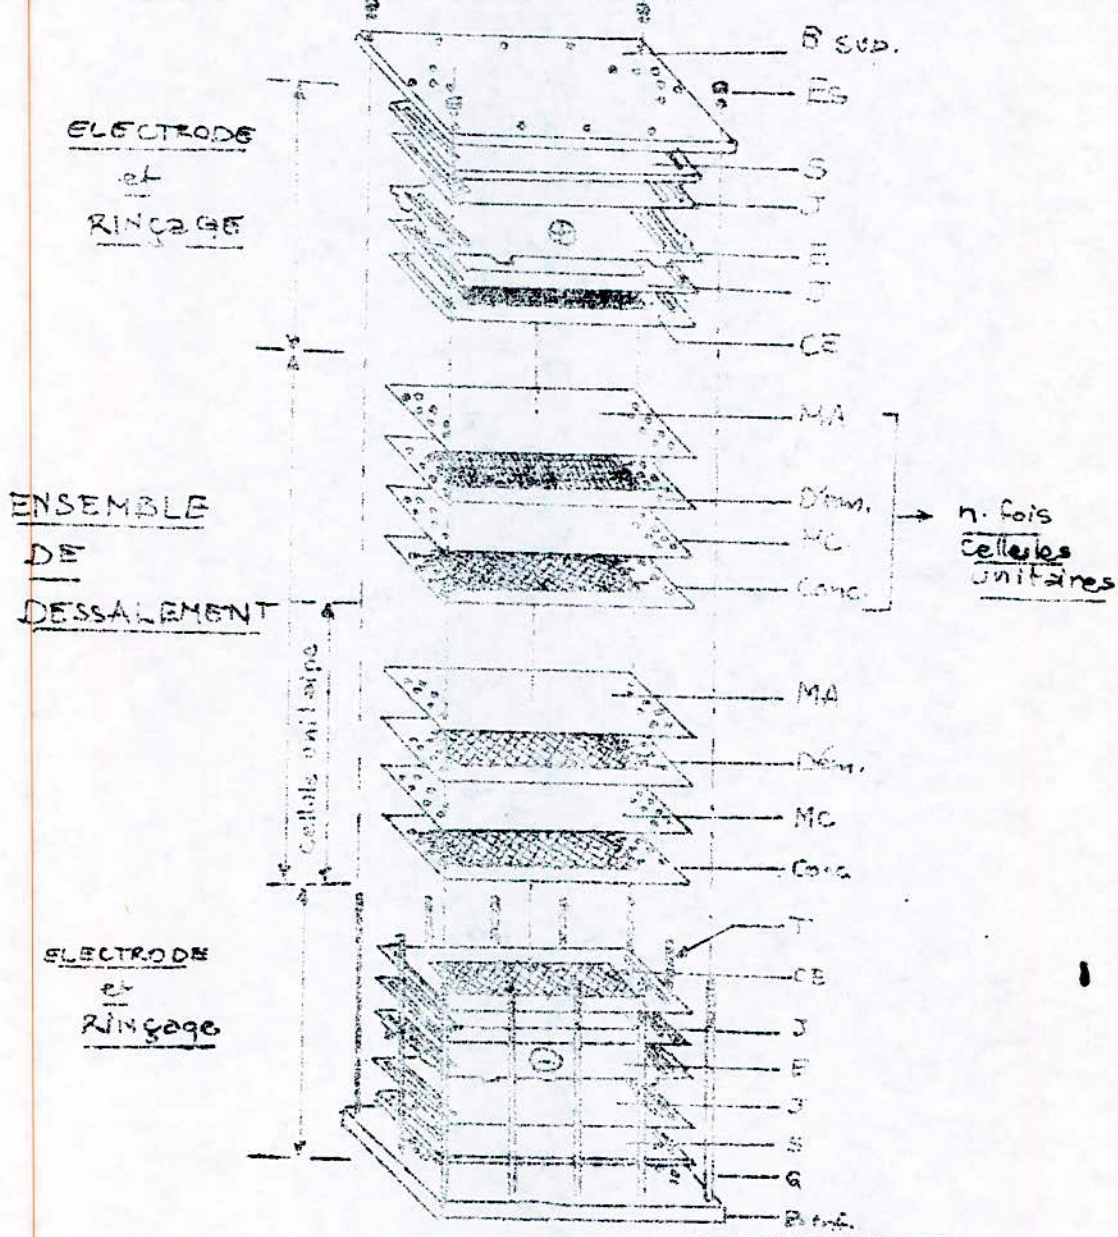 B sup.
Es
ELECTRODE
et
RINÇAGE
S
J
E
J
CE
MA
Dém.
MC
Conc
n. fois
Cellules
unitaires
ENSEMBLE
DE
DESSALEMENT
Cellule unitaire
MA
Dém.
MC
Conc
ELECTRODE
et
Rinçage
T
CE
J
E
J
S
G
B inf.